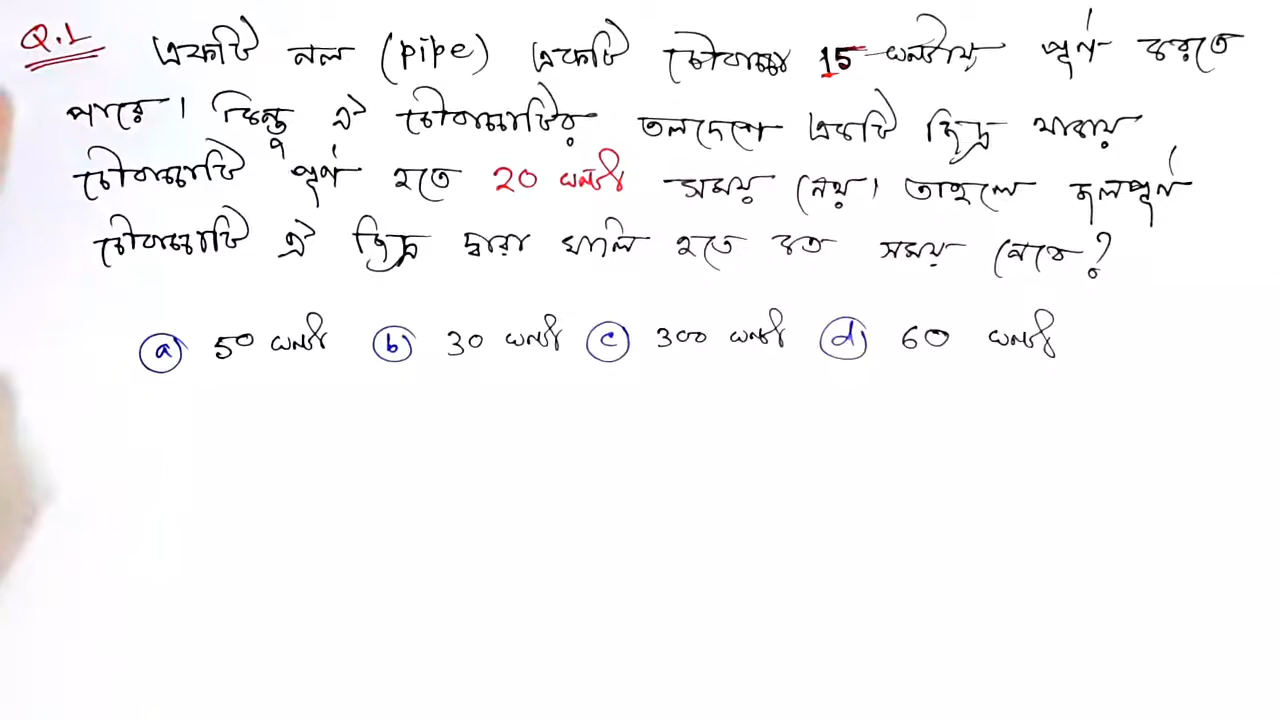 Q.1 একটি নল (pipe) একটি চৌবাচ্চা 15 ঘন্টায় পূর্ণ করতে
পারে। কিন্তু ঐ চৌবাচ্চাটির তলদেশে একটি ছিদ্র থাকায়
চৌবাচ্চাটি পূর্ণ হতে 20 ঘন্টা সময় নেয়। তাহলে জলপূর্ণ
চৌবাচ্চাটি ঐ ছিদ্র দ্বারা খালি হতে কত সময় নেবে?
a 50 ঘন্টা b 30 ঘন্টা c 300 ঘন্টা d 60 ঘন্টা